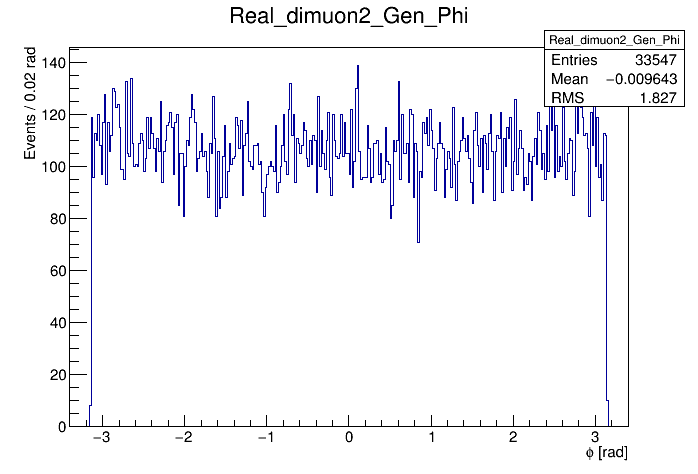 Real_dimuon2_Gen_Phi
Real_dimuon2_Gen_Phi
Entries 33547
Mean −0.009643
RMS 1.827
Events / 0.02 rad
140
120
100
80
60
40
20
0
−3 −2 −1 0 1 2 3
ϕ [rad]